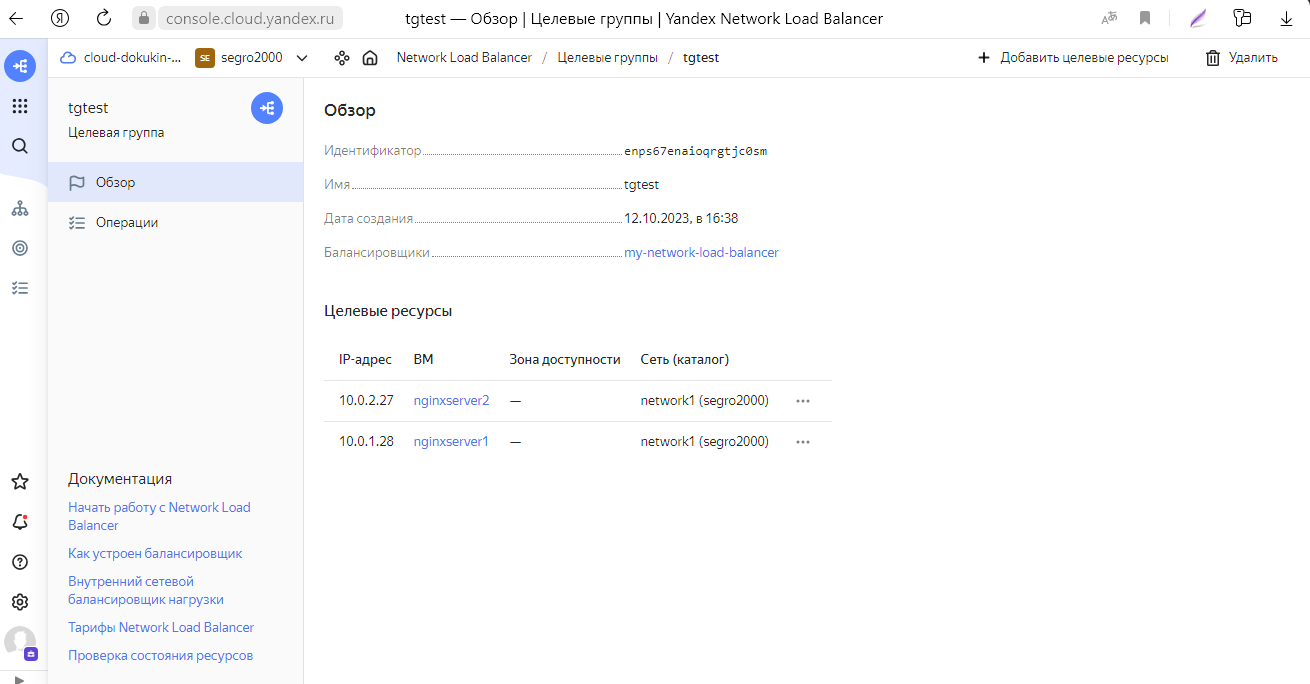 console.cloud.yandex.ru
tgtest — Обзор | Целевые группы | Yandex Network Load Balancer
cloud-dokukin-...
SE segro2000
Network Load Balancer / Целевые группы / tgtest
Добавить целевые ресурсы
Удалить
tgtest
Целевая группа
Обзор
Операции
Документация
Начать работу с Network Load
Balancer
Как устроен балансировщик
Внутренний сетевой
балансировщик нагрузки
Тарифы Network Load Balancer
Проверка состояния ресурсов
Обзор
Идентификатор enps67enaioqrgtjc0sm
Имя tgtest
Дата создания 12.10.2023, в 16:38
Балансировщики my-network-load-balancer
Целевые ресурсы
IP-адрес ВМ Зона доступности Сеть (каталог)
10.0.2.27 nginxserver2 — network1 (segro2000)
10.0.1.28 nginxserver1 — network1 (segro2000)